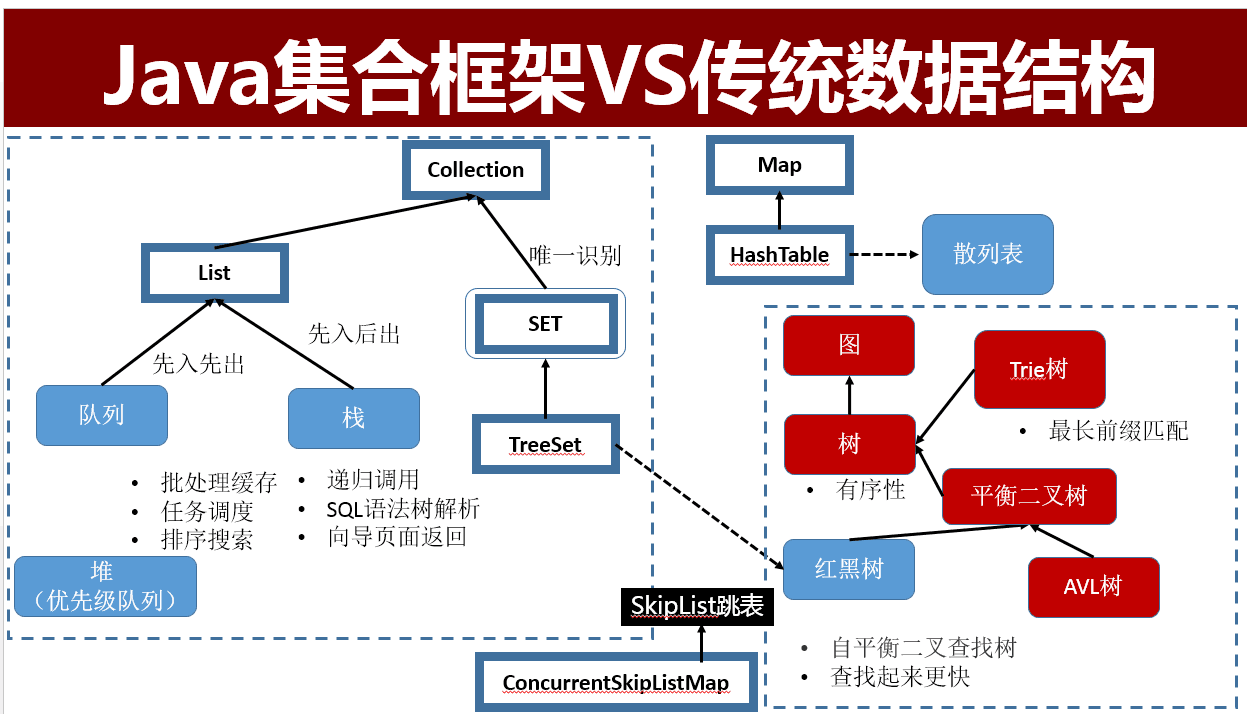 Java集合框架VS传统数据结构
Collection
Map
List
唯一识别
HashTable
散列表
SET
先入先出
先入后出
图
Trie树
队列
栈
TreeSet
树
最长前缀匹配
有序性
平衡二叉树
批处理缓存
任务调度
排序搜索
递归调用
SQL语法树解析
向导页面返回
堆
（优先级队列）
红黑树
AVL树
SkipList跳表
ConcurrentSkipListMap
自平衡二叉查找树
查找起来更快